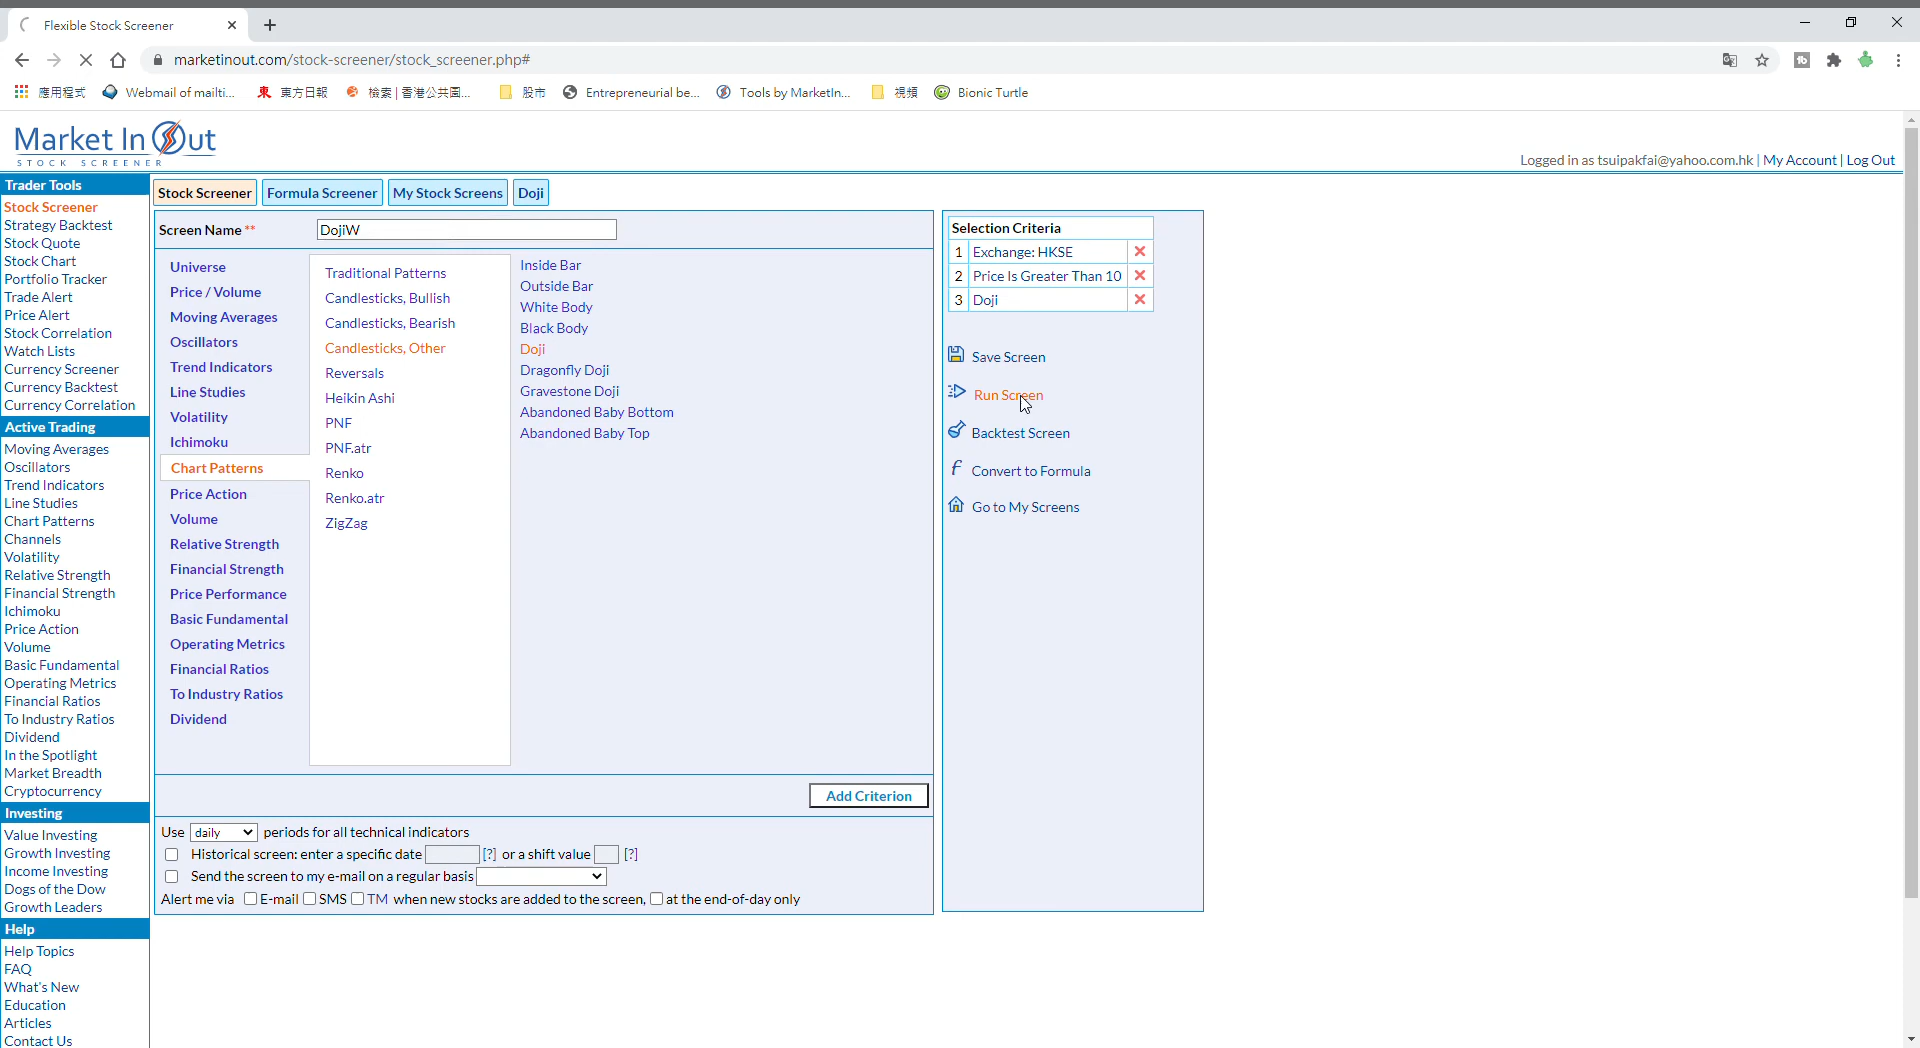 Flexible Stock Screener
marketinout.com/stock-screener/stock_screener.php#
應用程式 Webmail of mailti... 東方日報 檢索 | 香港公共圖... 股市 Entrepreneurial be... Tools by MarketIn... 視頻 Bionic Turtle
Market In Out
STOCK SCREENER
Logged in as tsuipakfai@yahoo.com.hk | My Account | Log Out
Trader Tools
Stock Screener
Strategy Backtest
Stock Quote
Stock Chart
Portfolio Tracker
Trade Alert
Price Alert
Stock Correlation
Watch Lists
Currency Screener
Currency Backtest
Currency Correlation
Active Trading
Moving Averages
Oscillators
Trend Indicators
Line Studies
Chart Patterns
Channels
Volatility
Relative Strength
Financial Strength
Ichimoku
Price Action
Volume
Basic Fundamental
Operating Metrics
Financial Ratios
To Industry Ratios
Dividend
In the Spotlight
Market Breadth
Cryptocurrency
Investing
Value Investing
Growth Investing
Income Investing
Dogs of the Dow
Growth Leaders
Help
Help Topics
FAQ
What's New
Education
Articles
Contact Us
Stock Screener Formula Screener My Stock Screens Doji
Screen Name ** DojiW
Universe
Price / Volume
Moving Averages
Oscillators
Trend Indicators
Line Studies
Volatility
Ichimoku
Chart Patterns
Price Action
Volume
Relative Strength
Financial Strength
Price Performance
Basic Fundamental
Operating Metrics
Financial Ratios
To Industry Ratios
Dividend
Traditional Patterns
Candlesticks, Bullish
Candlesticks, Bearish
Candlesticks, Other
Reversals
Heikin Ashi
PNF
PNF.atr
Renko
Renko.atr
ZigZag
Inside Bar
Outside Bar
White Body
Black Body
Doji
Dragonfly Doji
Gravestone Doji
Abandoned Baby Bottom
Abandoned Baby Top
Add Criterion
Use daily periods for all technical indicators
Historical screen: enter a specific date [?] or a shift value [?]
Send the screen to my e-mail on a regular basis
Alert me via E-mail SMS TM when new stocks are added to the screen, at the end-of-day only
Selection Criteria
1 Exchange: HKSE
2 Price Is Greater Than 10
3 Doji
Save Screen
Run Screen
Backtest Screen
Convert to Formula
Go to My Screens